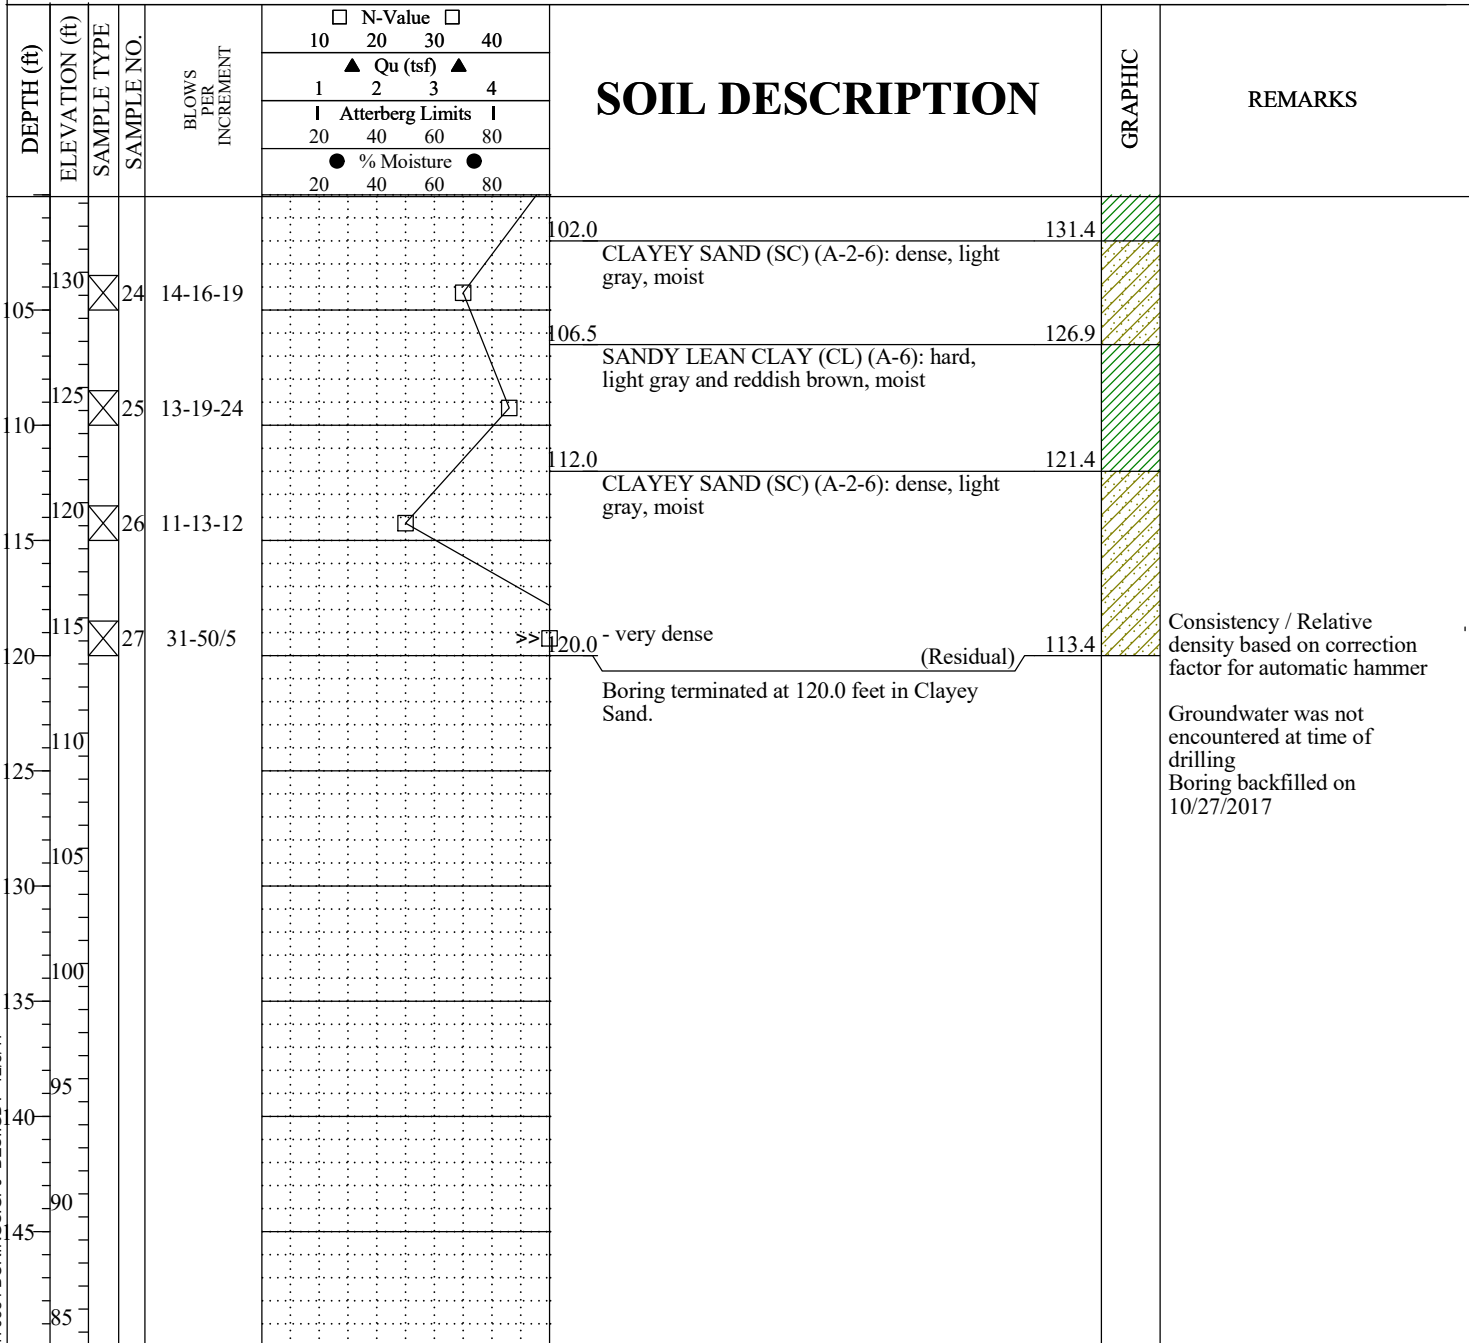 DEPTH (ft)
ELEVATION (ft)
SAMPLE TYPE
SAMPLE NO.
BLOWS
PER
INCREMENT
N-Value
10 20 30 40
Qu (tsf)
1 2 3 4
Atterberg Limits
20 40 60 80
% Moisture
20 40 60 80
SOIL DESCRIPTION
GRAPHIC
REMARKS
102.0 131.4
CLAYEY SAND (SC) (A-2-6): dense, light
gray, moist
130
24 14-16-19
105
106.5 126.9
SANDY LEAN CLAY (CL) (A-6): hard,
light gray and reddish brown, moist
125
25 13-19-24
110
112.0 121.4
CLAYEY SAND (SC) (A-2-6): dense, light
gray, moist
120
26 11-13-12
115
115
27 31-50/5
>>
- very dense
120
120.0 (Residual) 113.4
Boring terminated at 120.0 feet in Clayey
Sand.
Consistency / Relative
density based on correction
factor for automatic hammer
Groundwater was not
encountered at time of
drilling
Boring backfilled on
10/27/2017
110
125
105
130
100
135
95
140
90
145
85